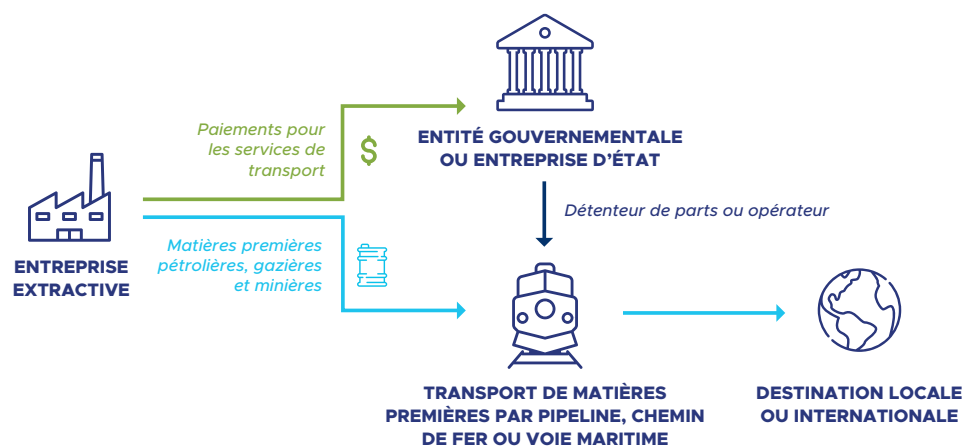 ENTITÉ GOUVERNEMENTALE
OU ENTREPRISE D'ÉTAT
Paiements pour
les services de
transport
$
Détenteur de parts ou opérateur
ENTREPRISE
EXTRACTIVE
Matières premières
pétrolières, gazières
et minières
TRANSPORT DE MATIÈRES
PREMIÈRES PAR PIPELINE, CHEMIN
DE FER OU VOIE MARITIME
DESTINATION LOCALE
OU INTERNATIONALE